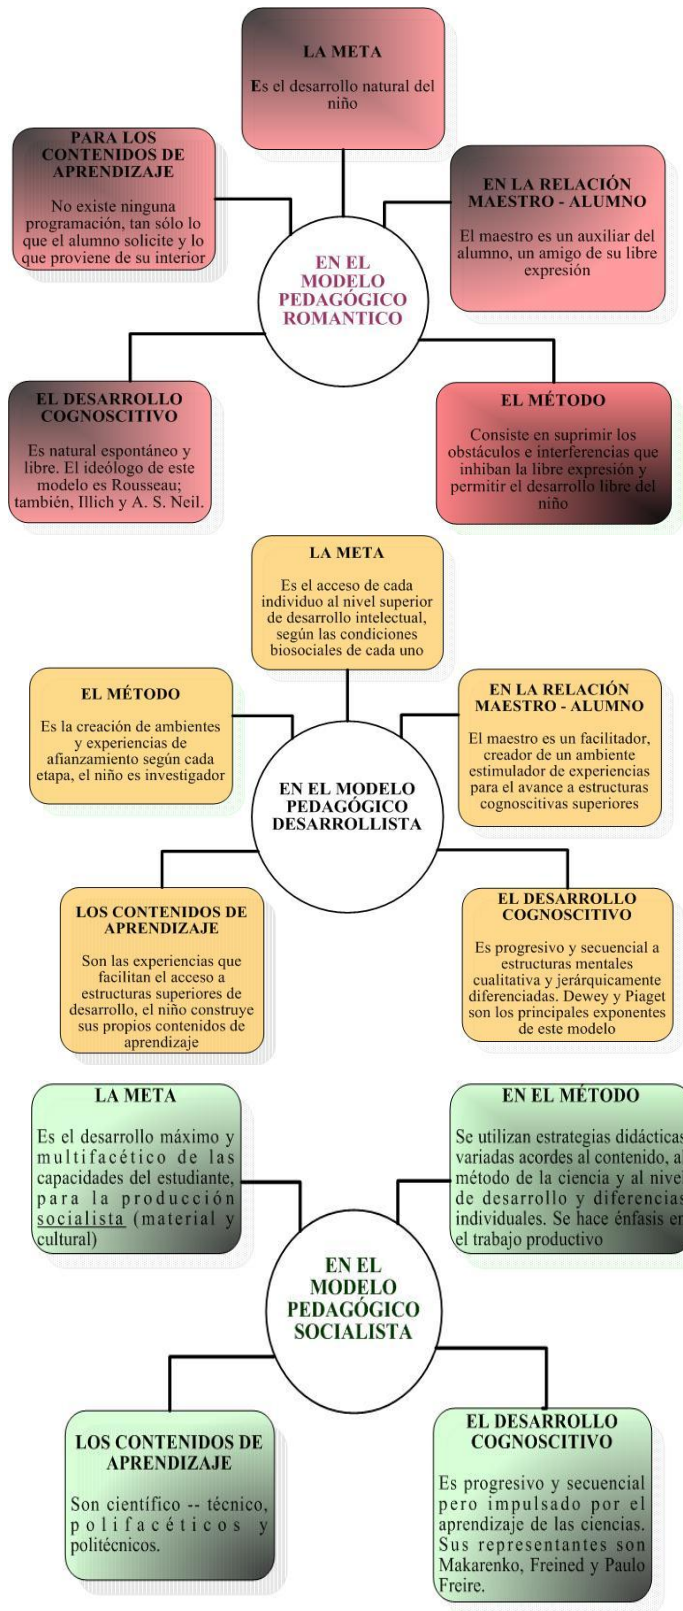 LA META
Es el desarrollo natural del
niño
PARA LOS
CONTENIDOS DE
APRENDIZAJE
No existe ninguna
programación, tan sólo lo
que el alumno solicite y lo
que proviene de su interior
EN LA RELACIÓN
MAESTRO - ALUMNO
El maestro es un auxiliar del
alumno, un amigo de su libre
expresión
EN EL
MODELO
PEDAGÓGICO
ROMANTICO
EL DESARROLLO
COGNOSCITIVO
Es natural espontáneo y
libre. El ideólogo de este
modelo es Rousseau;
también, Illich y A. S. Neil.
EL MÉTODO
Consiste en suprimir los
obstáculos e interferencias que
inhiban la libre expresión y
permitir el desarrollo libre del
niño
LA META
Es el acceso de cada
individuo al nivel superior
de desarrollo intelectual,
según las condiciones
biosociales de cada uno
EL MÉTODO
Es la creación de ambientes
y experiencias de
afianzamiento según cada
etapa, el niño es investigador
EN LA RELACIÓN
MAESTRO - ALUMNO
El maestro es un facilitador,
creador de un ambiente
estimulador de experiencias
para el avance a estructuras
cognoscitivas superiores
EN EL MODELO
PEDAGÓGICO
DESARROLLISTA
LOS CONTENIDOS DE
APRENDIZAJE
Son las experiencias que
facilitan el acceso a
estructuras superiores de
desarrollo, el niño construye
sus propios contenidos de
aprendizaje
EL DESARROLLO
COGNOSCITIVO
Es progresivo y secuencial a
estructuras mentales
cualitativa y jerárquicamente
diferenciadas. Dewey y Piaget
son los principales exponentes
de este modelo
LA META
Es el desarrollo máximo y
multifacético de las
capacidades del estudiante,
para la producción
socialista (material y
cultural)
EN EL MÉTODO
Se utilizan estrategias didácticas
variadas acordes al contenido, al
método de la ciencia y al nivel
de desarrollo y diferencias
individuales. Se hace énfasis en
el trabajo productivo
EN EL
MODELO
PEDAGÓGICO
SOCIALISTA
LOS CONTENIDOS DE
APRENDIZAJE
Son científico -- técnico,
polifacéticos y
politécnicos.
EL DESARROLLO
COGNOSCITIVO
Es progresivo y secuencial
pero impulsado por el
aprendizaje de las ciencias.
Sus representantes son
Makarenko, Freined y Paulo
Freire.